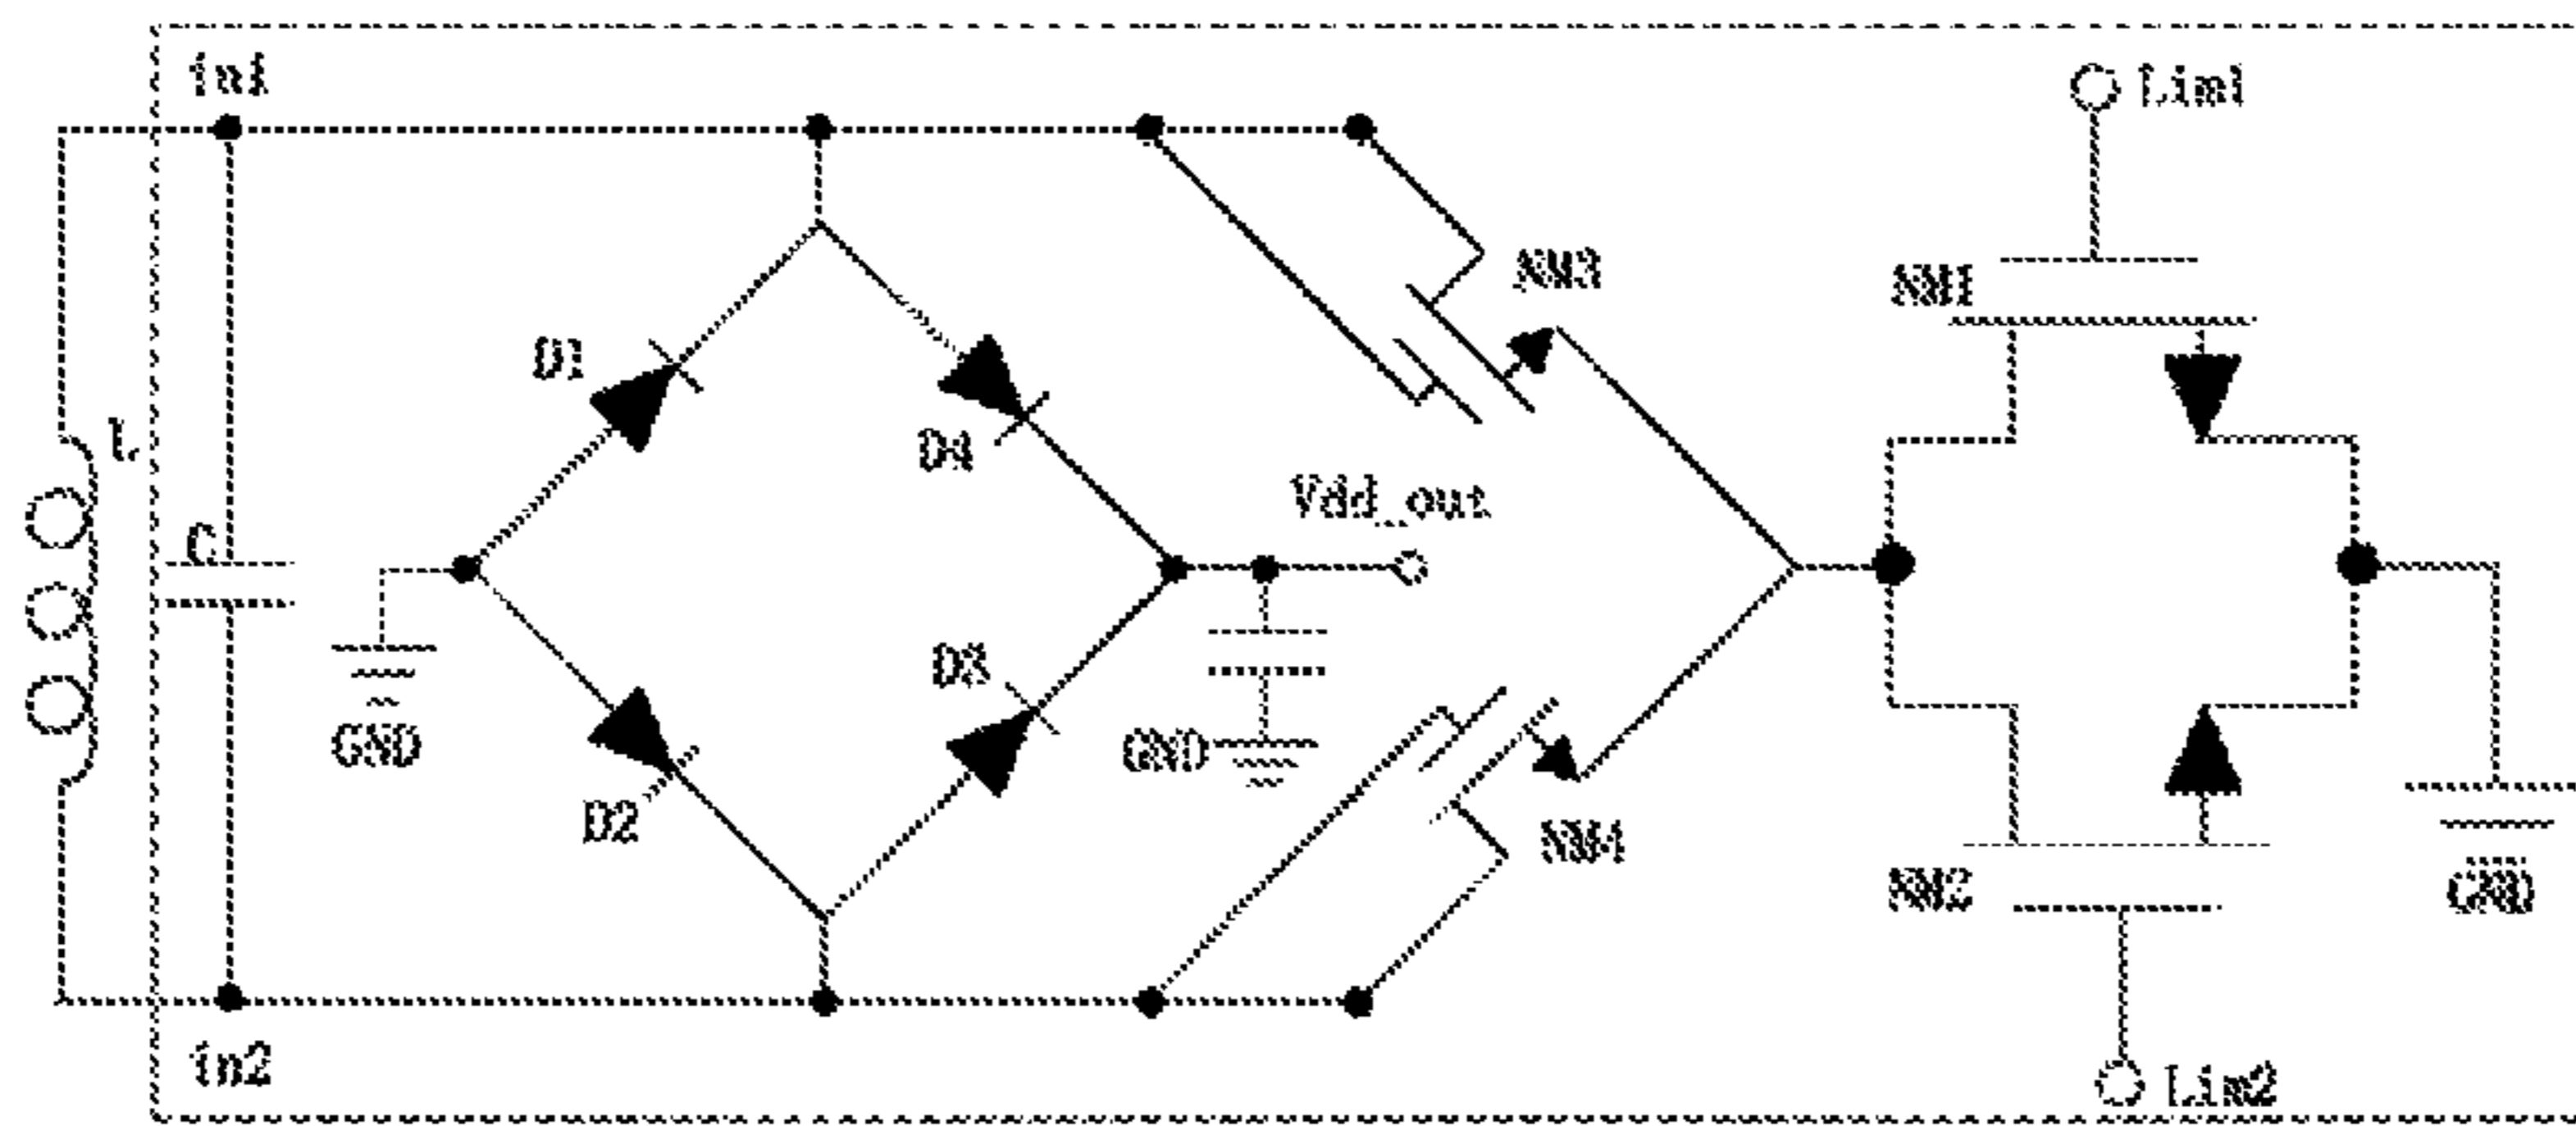 in1
Lim1
NM3
NM1
D1
L
D4
Vdd_out
C
D3
GND
GND
D2
NM4
NM2
GND
in2
Lim2